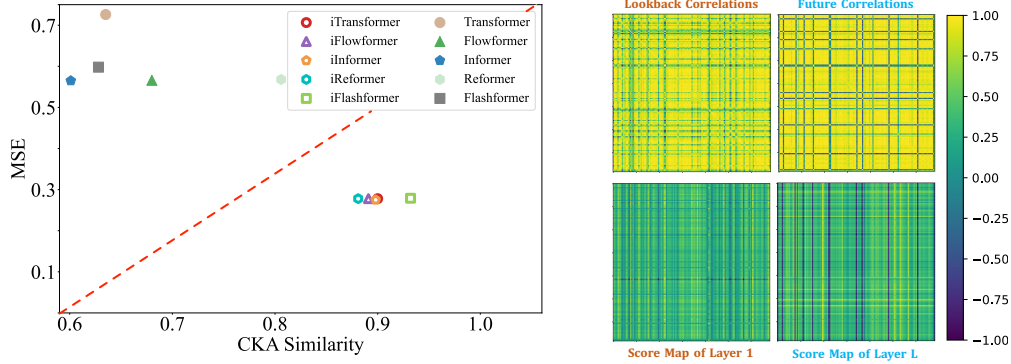 0.7
0.5
0.3
0.1
MSE
0.6 0.7 0.8 0.9 1.0
CKA Similarity
iTransformer Transformer
iFlowformer Flowformer
iInformer Informer
iReformer Reformer
iFlashformer Flashformer
Lookback Correlations Future Correlations
Score Map of Layer 1 Score Map of Layer L
1.00
0.75
0.50
0.25
0.00
−0.25
−0.50
−0.75
−1.00